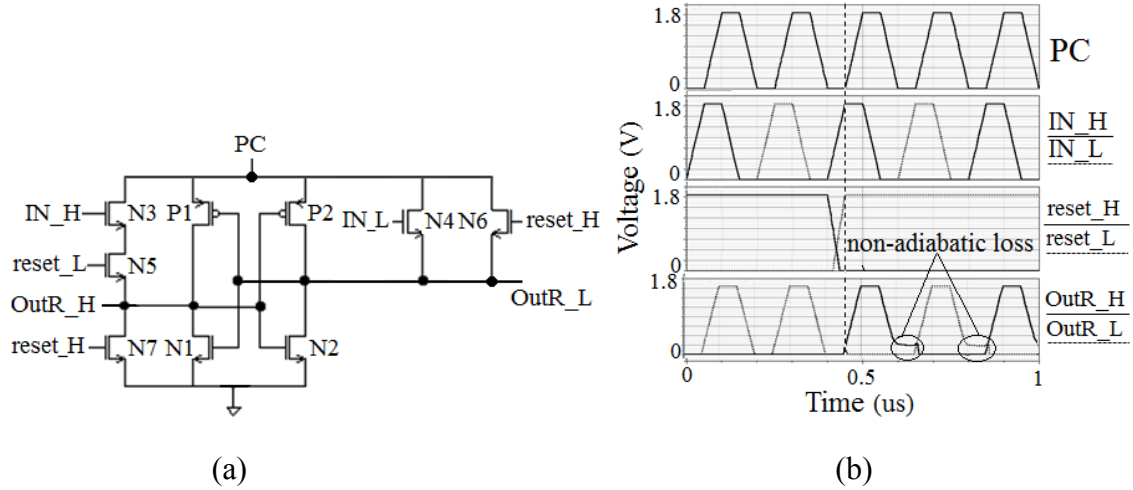 PC
IN_H
N3
P1
P2
IN_L
N4
N6
reset_H
reset_L
N5
OutR_H
OutR_L
reset_H
N7
N1
N2
(a)
Voltage (V)
1.8
0
PC
1.8
0
IN_H
IN_L
1.8
0
non-adiabatic loss
reset_H
reset_L
1.8
0
OutR_H
OutR_L
0
0.5
1
Time (us)
(b)